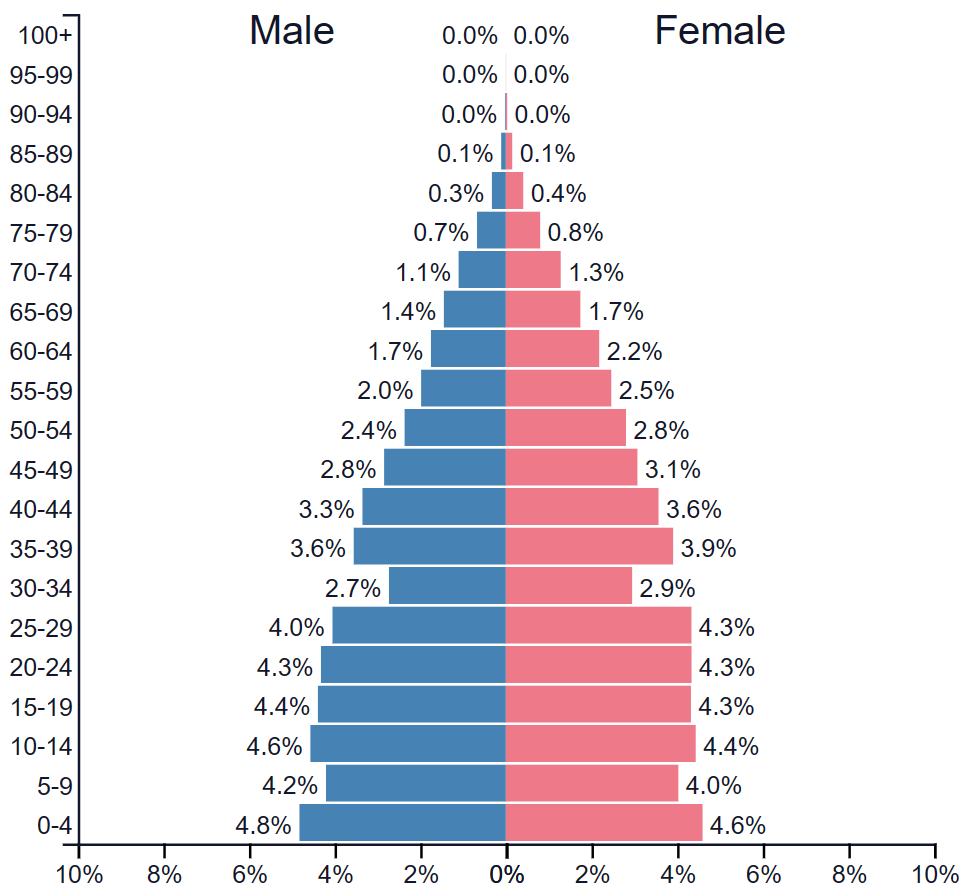 Male Female
100+ 0.0% 0.0%
95-99 0.0% 0.0%
90-94 0.0% 0.0%
85-89 0.1% 0.1%
80-84 0.3% 0.4%
75-79 0.7% 0.8%
70-74 1.1% 1.3%
65-69 1.4% 1.7%
60-64 1.7% 2.2%
55-59 2.0% 2.5%
50-54 2.4% 2.8%
45-49 2.8% 3.1%
40-44 3.3% 3.6%
35-39 3.6% 3.9%
30-34 2.7% 2.9%
25-29 4.0% 4.3%
20-24 4.3% 4.3%
15-19 4.4% 4.3%
10-14 4.6% 4.4%
5-9 4.2% 4.0%
0-4 4.8% 4.6%
10% 8% 6% 4% 2% 0% 2% 4% 6% 8% 10%